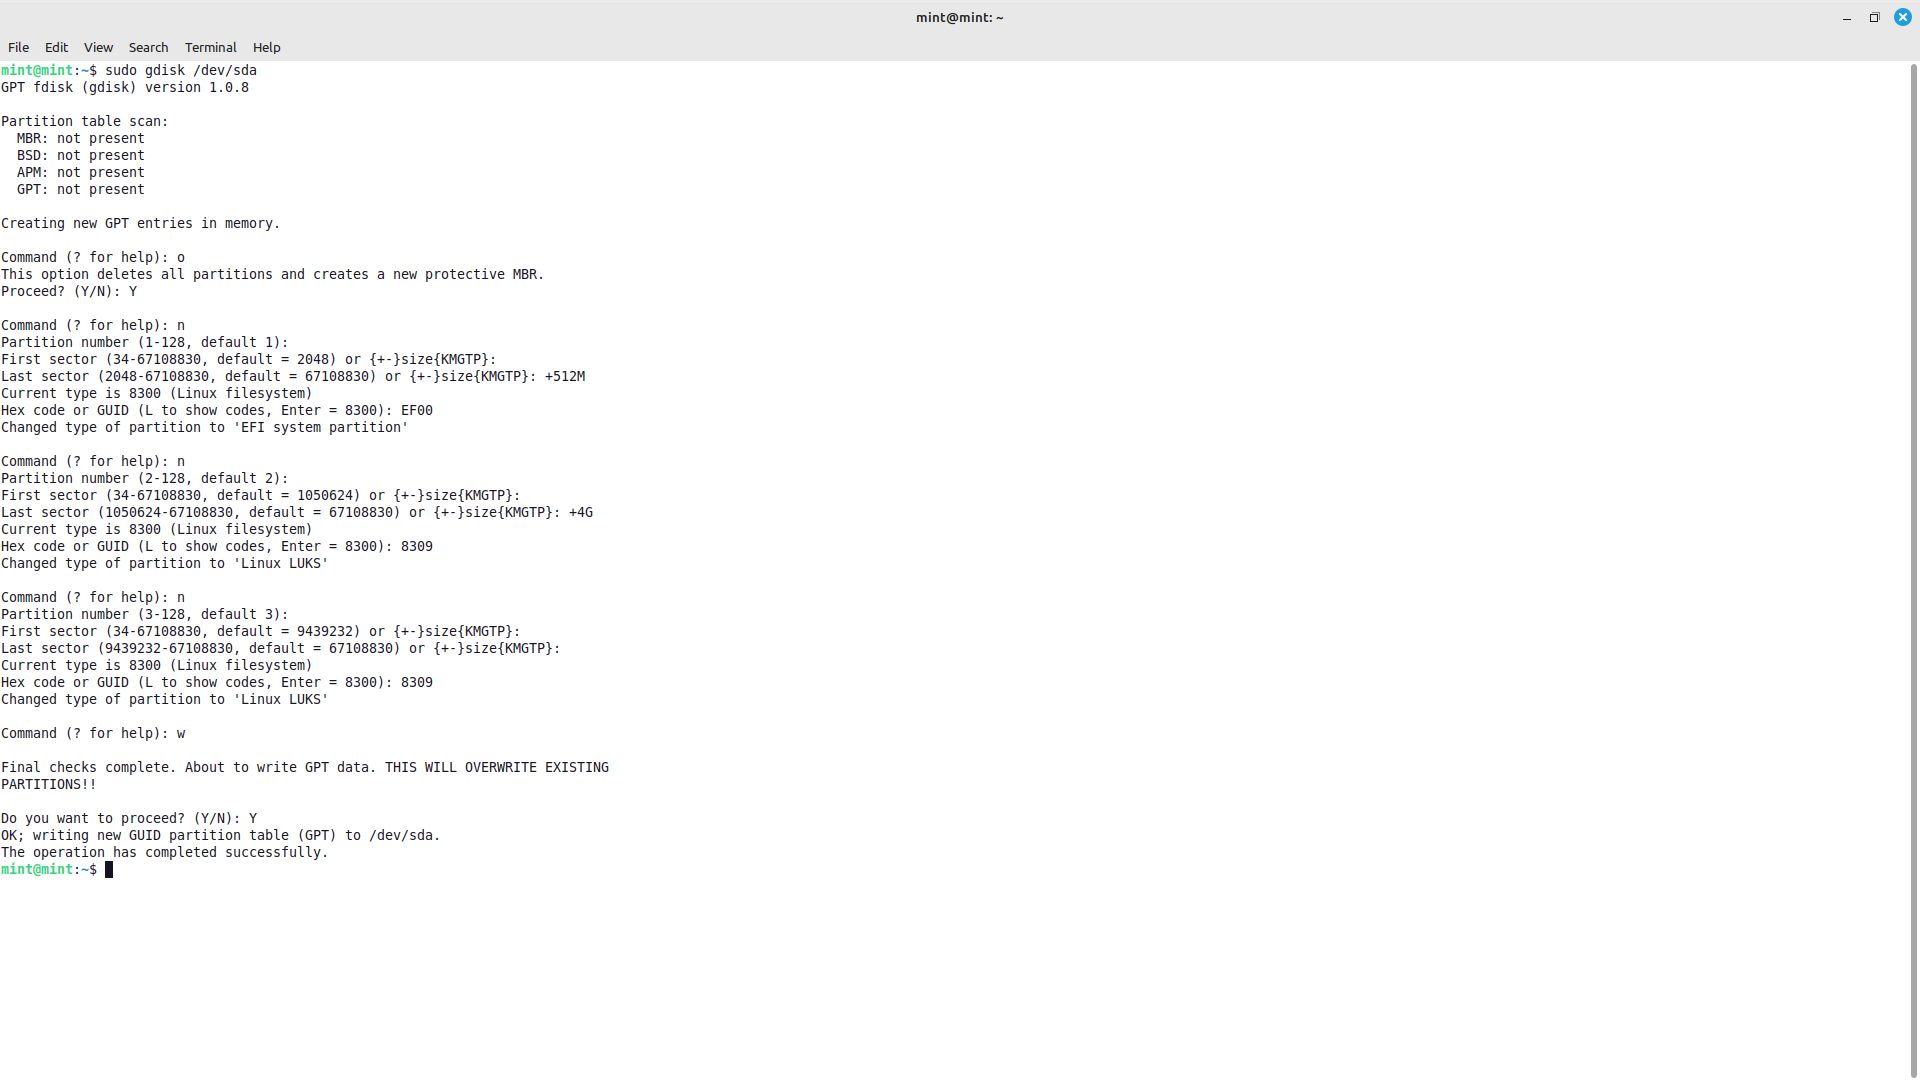 mint@mint: ~
File Edit View Search Terminal Help
mint@mint:~$ sudo gdisk /dev/sda
GPT fdisk (gdisk) version 1.0.8

Partition table scan:
  MBR: not present
  BSD: not present
  APM: not present
  GPT: not present

Creating new GPT entries in memory.

Command (? for help): o
This option deletes all partitions and creates a new protective MBR.
Proceed? (Y/N): Y

Command (? for help): n
Partition number (1-128, default 1):
First sector (34-67108830, default = 2048) or {+-}size{KMGTP}:
Last sector (2048-67108830, default = 67108830) or {+-}size{KMGTP}: +512M
Current type is 8300 (Linux filesystem)
Hex code or GUID (L to show codes, Enter = 8300): EF00
Changed type of partition to 'EFI system partition'

Command (? for help): n
Partition number (2-128, default 2):
First sector (34-67108830, default = 1050624) or {+-}size{KMGTP}:
Last sector (1050624-67108830, default = 67108830) or {+-}size{KMGTP}: +4G
Current type is 8300 (Linux filesystem)
Hex code or GUID (L to show codes, Enter = 8300): 8309
Changed type of partition to 'Linux LUKS'

Command (? for help): n
Partition number (3-128, default 3):
First sector (34-67108830, default = 9439232) or {+-}size{KMGTP}:
Last sector (9439232-67108830, default = 67108830) or {+-}size{KMGTP}:
Current type is 8300 (Linux filesystem)
Hex code or GUID (L to show codes, Enter = 8300): 8309
Changed type of partition to 'Linux LUKS'

Command (? for help): w

Final checks complete. About to write GPT data. THIS WILL OVERWRITE EXISTING
PARTITIONS!!

Do you want to proceed? (Y/N): Y
OK; writing new GUID partition table (GPT) to /dev/sda.
The operation has completed successfully.
mint@mint:~$